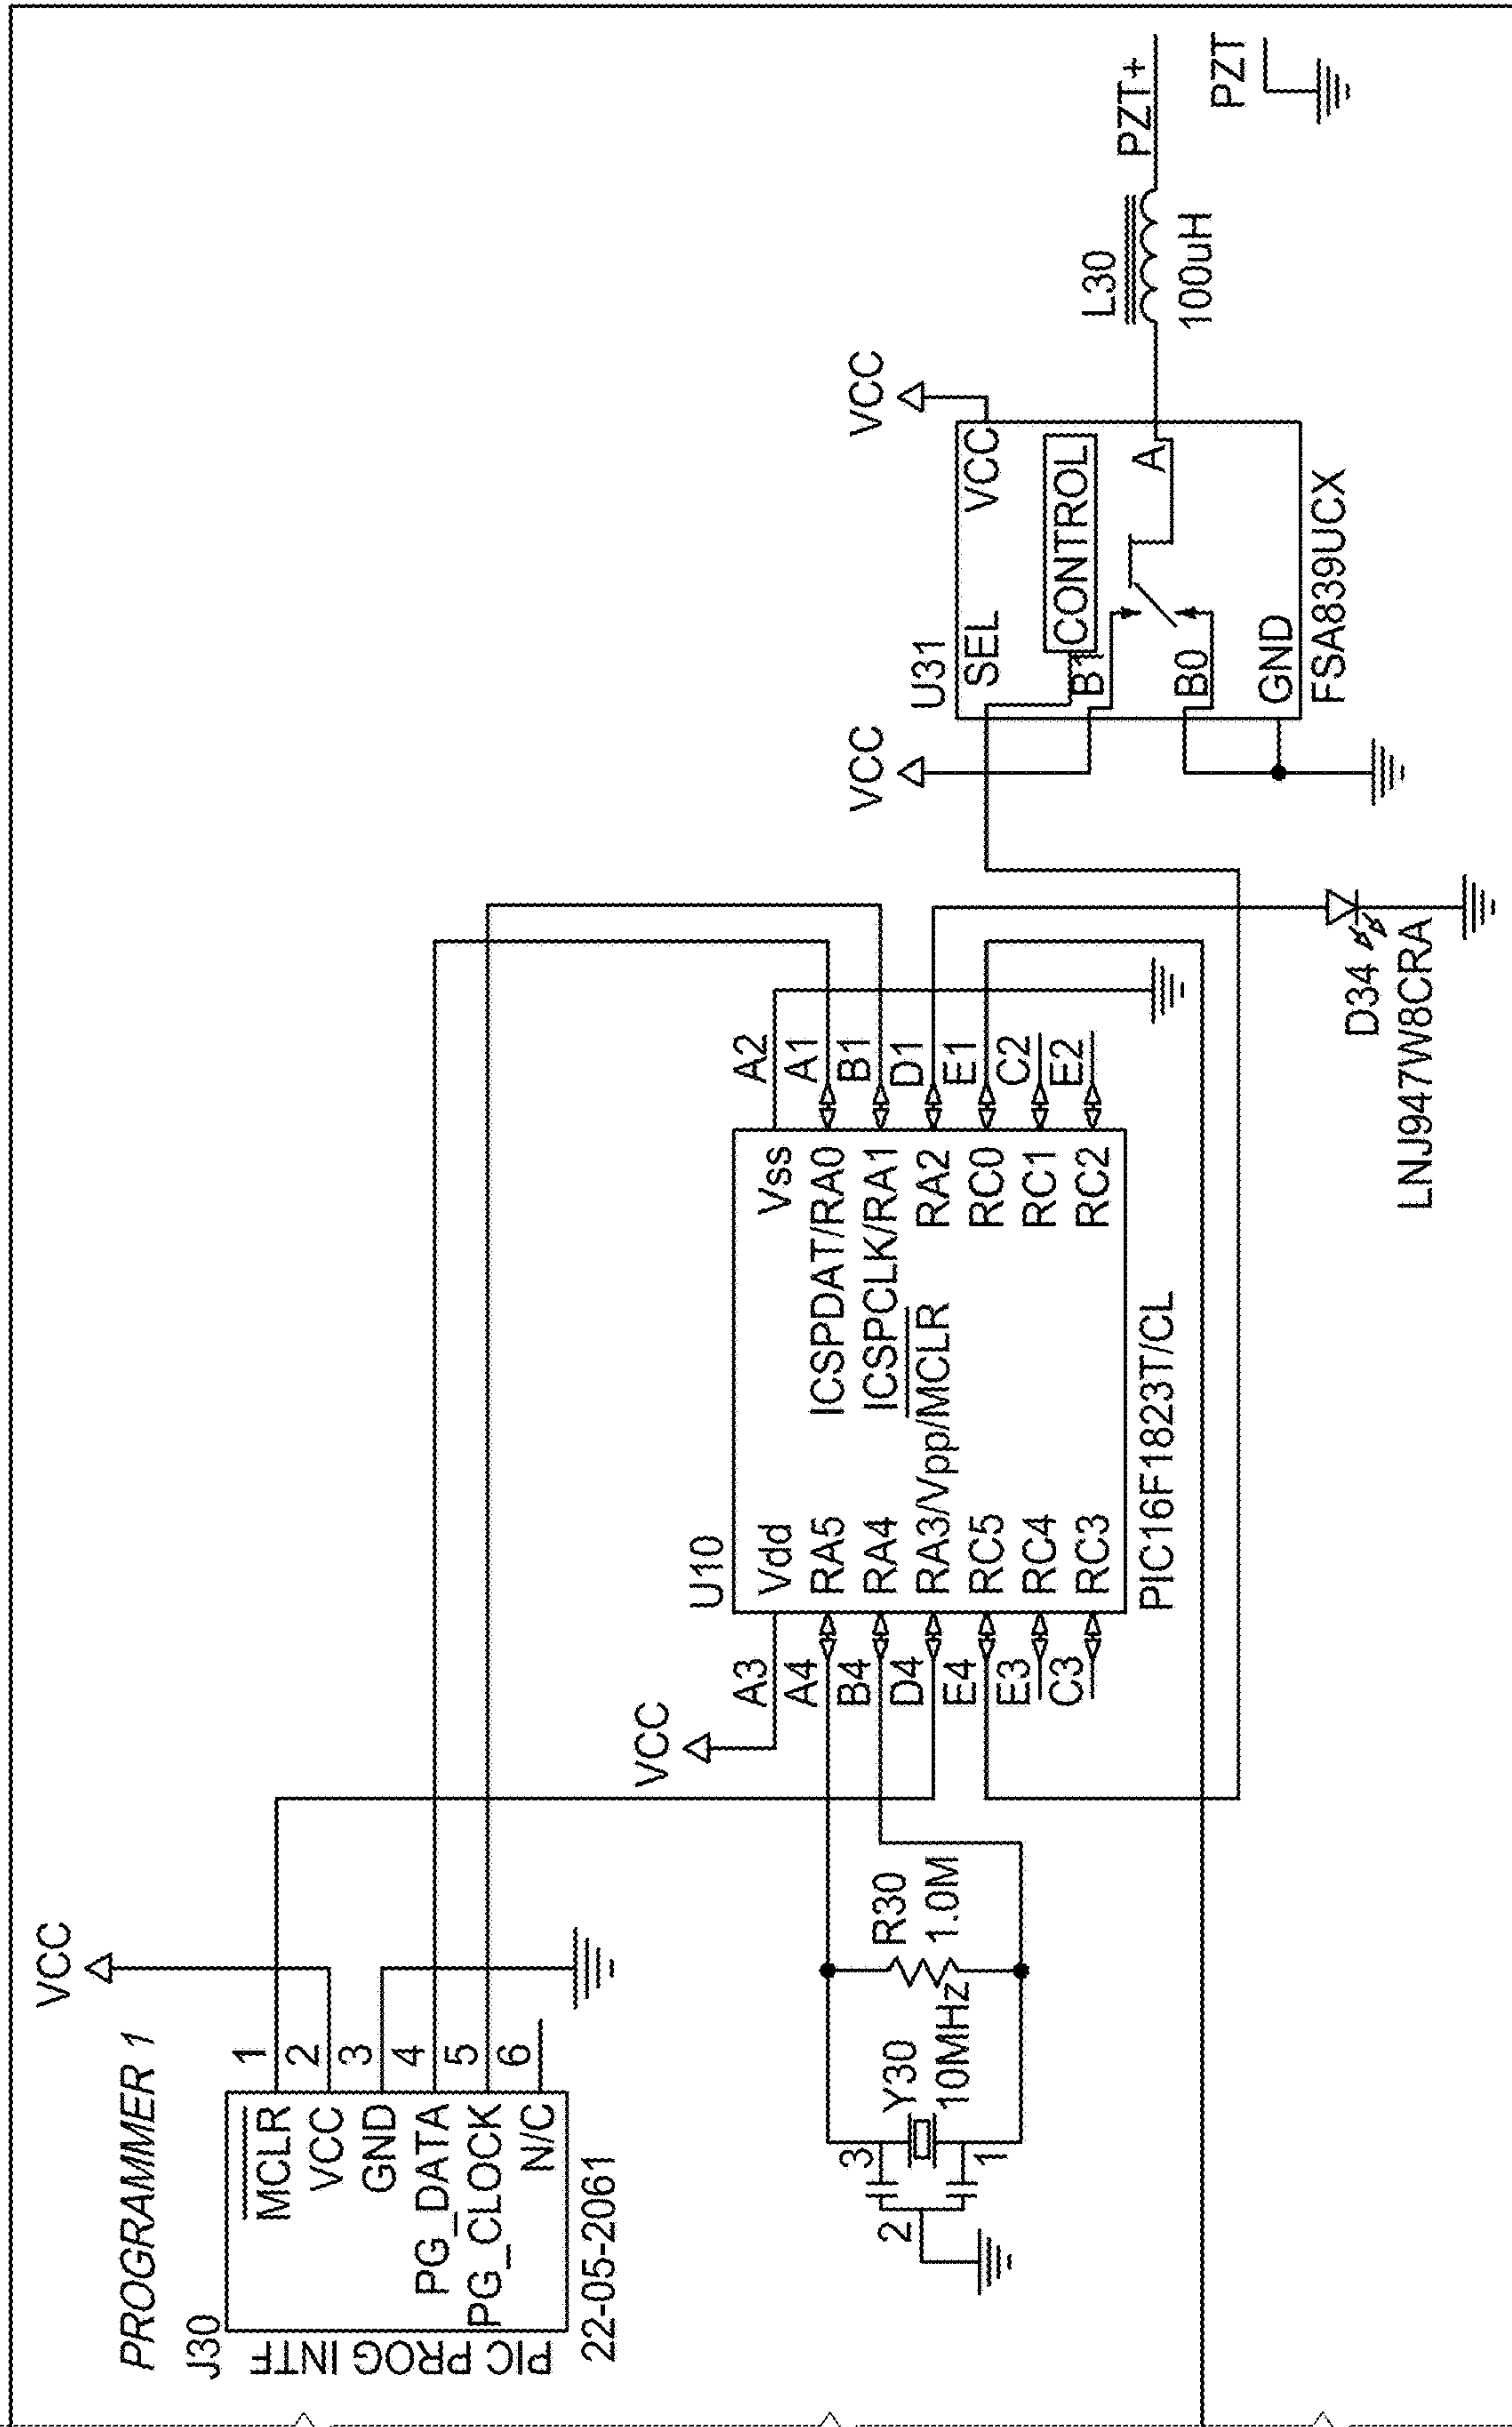 PROGRAMMER 1
J30
PIC PROG INTF
MCLR
VCC
GND
PG_DATA
PG_CLOCK
N/C
1
2
3
4
5
6
22-05-2061
VCC
VCC
U10
A3
A4
B4
D4
E4
E3
C3
Vdd
RA5
RA4
RA3/Vpp/MCLR
RC5
RC4
RC3
Vss
ICSPDAT/RA0
ICSPCLK/RA1
RA2
RC0
RC1
RC2
A2
A1
B1
D1
E1
C2
E2
PIC16F1823T/CL
3
2
1
Y30
10MHz
R30
1.0M
D34
LNJ947W8CRA
VCC
VCC
U31
SEL
VCC
CONTROL
B1
A
B0
GND
FSA839UCX
L30
100uH
PZT+
PZT